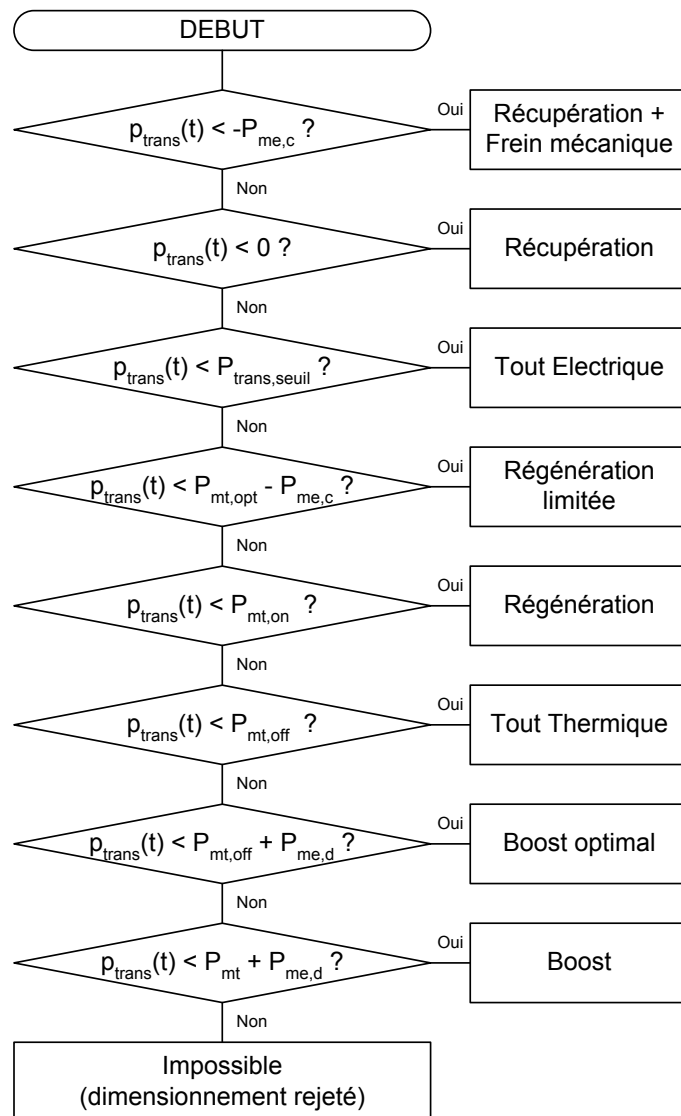 DEBUT
p_trans(t) < -P_me,c ?
Oui
Récupération +
Frein mécanique
Non
p_trans(t) < 0 ?
Oui
Récupération
Non
p_trans(t) < P_trans,seuil ?
Oui
Tout Electrique
Non
p_trans(t) < P_mt,opt - P_me,c ?
Oui
Régénération
limitée
Non
p_trans(t) < P_mt,on ?
Oui
Régénération
Non
p_trans(t) < P_mt,off ?
Oui
Tout Thermique
Non
p_trans(t) < P_mt,off + P_me,d ?
Oui
Boost optimal
Non
p_trans(t) < P_mt + P_me,d ?
Oui
Boost
Non
Impossible
(dimensionnement rejeté)